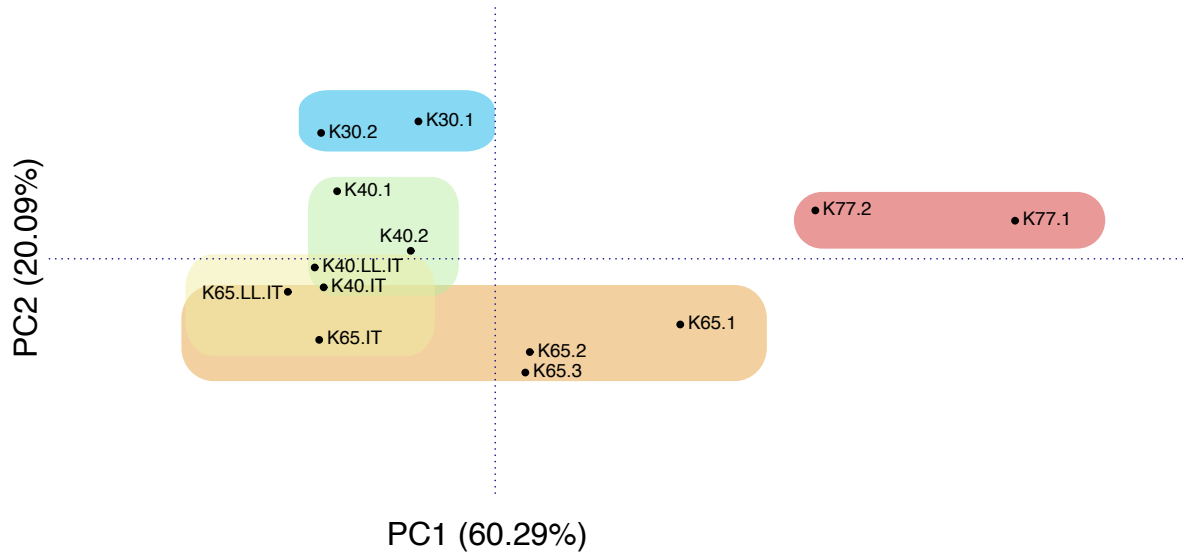 K30.1
K30.2
K40.1
K77.2
K77.1
K40.2
K40.LL.IT
K65.LL.IT
K40.IT
K65.1
K65.IT
K65.2
K65.3
PC2 (20.09%)
PC1 (60.29%)